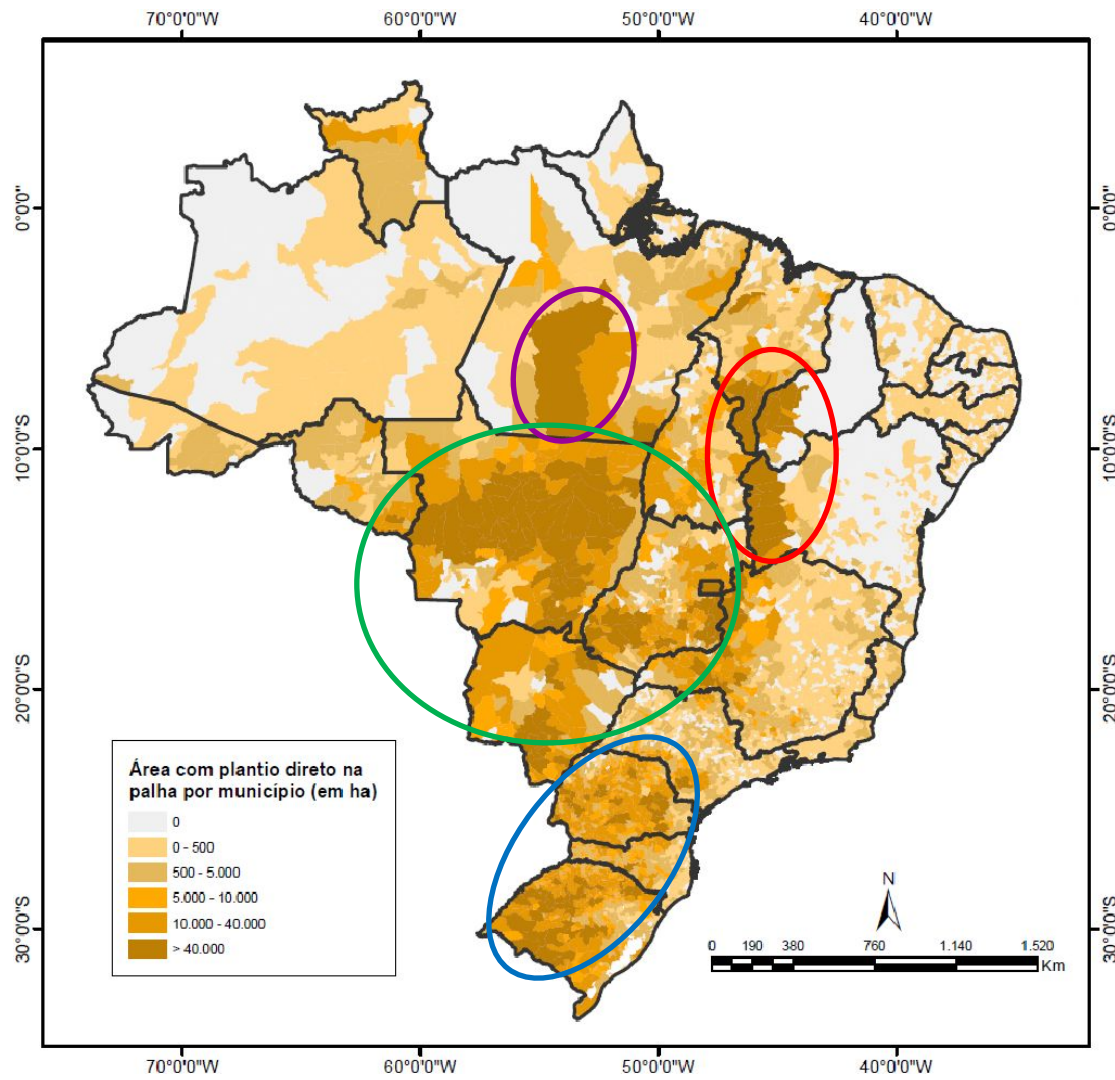 70°0'0"W 60°0'0"W 50°0'0"W 40°0'0"W
0°0'0"
0°0'0"
10°0'0"S
10°0'0"S
20°0'0"S
20°0'0"S
30°0'0"S
30°0'0"S
Área com plantio direto na
palha por município (em ha)
0
0 - 500
500 - 5.000
5.000 - 10.000
10.000 - 40.000
> 40.000
N
0 190 380 760 1.140 1.520
Km
70°0'0"W 60°0'0"W 50°0'0"W 40°0'0"W